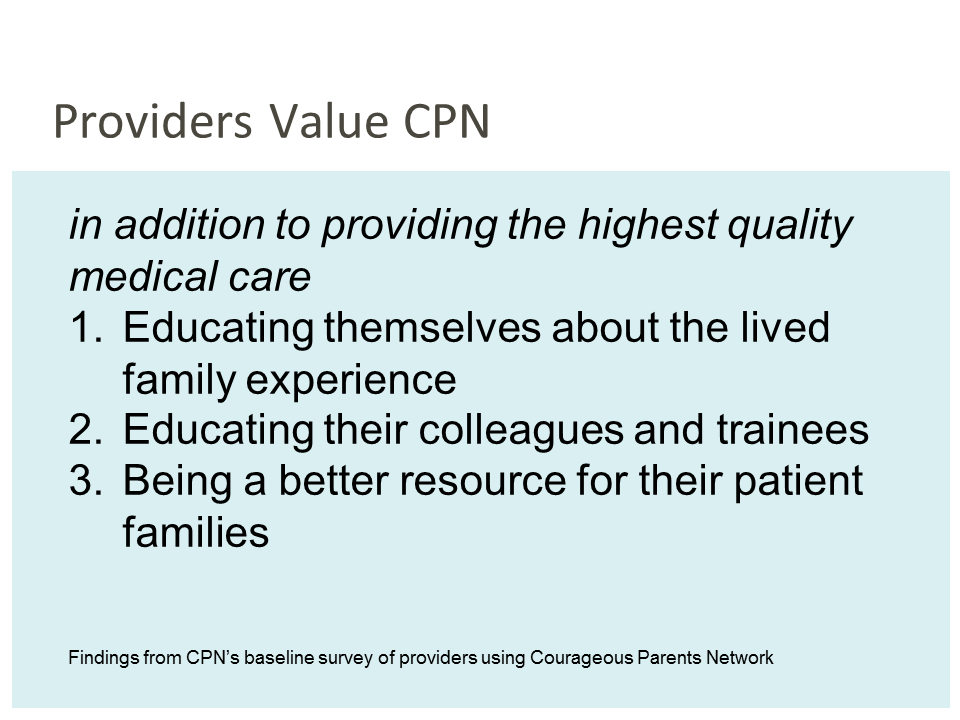 Providers Value CPN
in addition to providing the highest quality
medical care
1. Educating themselves about the lived
family experience
2. Educating their colleagues and trainees
3. Being a better resource for their patient
families
Findings from CPN’s baseline survey of providers using Courageous Parents Network